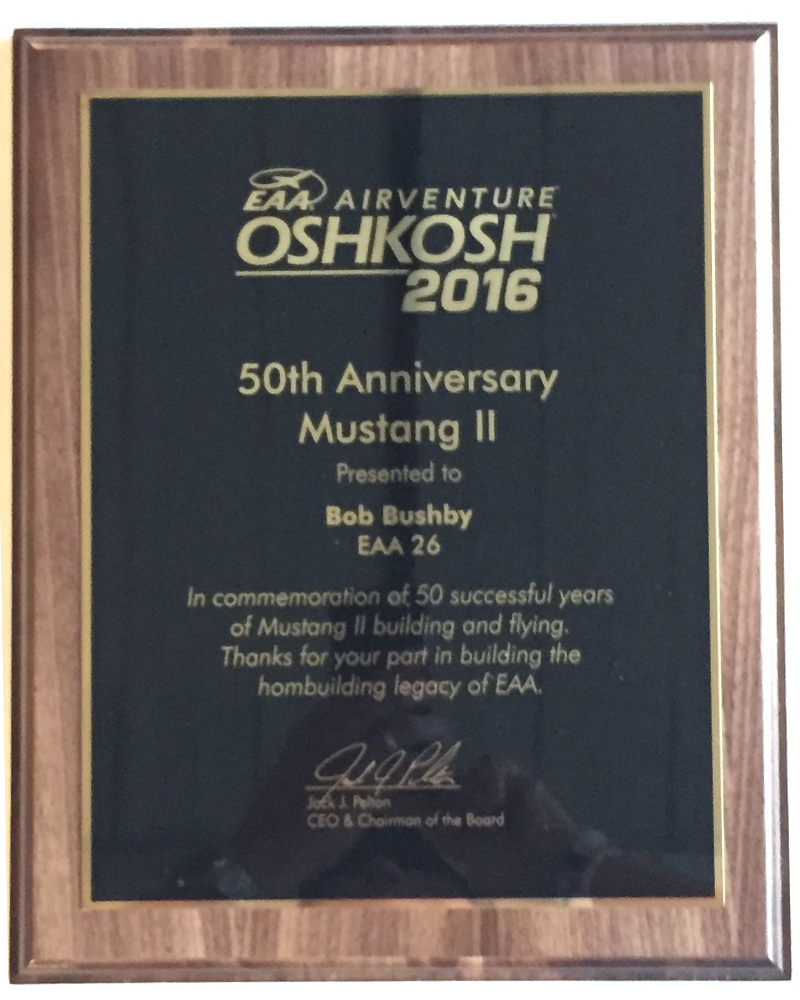 EAA AIRVENTURE
OSHKOSH
2016
50th Anniversary
Mustang II
Presented to
Bob Bushby
EAA 26
In commemoration of 50 successful years
of Mustang II building and flying.
Thanks for your part in building the
hombuilding legacy of EAA.
Jack J. Pelton
CEO & Chairman of the Board